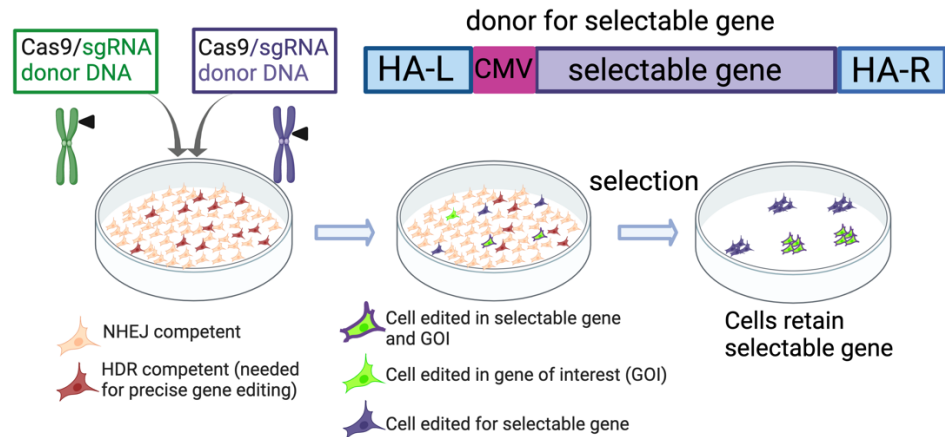 Cas9/sgRNA
donor DNA
Cas9/sgRNA
donor DNA
donor for selectable gene
HA-L
CMV
selectable gene
HA-R
selection
NHEJ competent
HDR competent (needed
for precise gene editing)
Cell edited in selectable gene
and GOI
Cell edited in gene of interest (GOI)
Cell edited for selectable gene
Cells retain
selectable gene